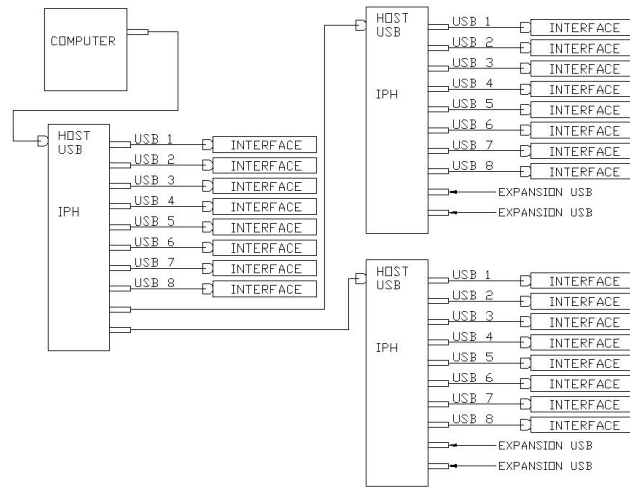 COMPUTER
HOST
USB
IPH
USB 1
INTERFACE
USB 2
INTERFACE
USB 3
INTERFACE
USB 4
INTERFACE
USB 5
INTERFACE
USB 6
INTERFACE
USB 7
INTERFACE
USB 8
INTERFACE
HOST
USB
IPH
USB 1
INTERFACE
USB 2
INTERFACE
USB 3
INTERFACE
USB 4
INTERFACE
USB 5
INTERFACE
USB 6
INTERFACE
USB 7
INTERFACE
USB 8
INTERFACE
EXPANSION USB
EXPANSION USB
HOST
USB
IPH
USB 1
INTERFACE
USB 2
INTERFACE
USB 3
INTERFACE
USB 4
INTERFACE
USB 5
INTERFACE
USB 6
INTERFACE
USB 7
INTERFACE
USB 8
INTERFACE
EXPANSION USB
EXPANSION USB